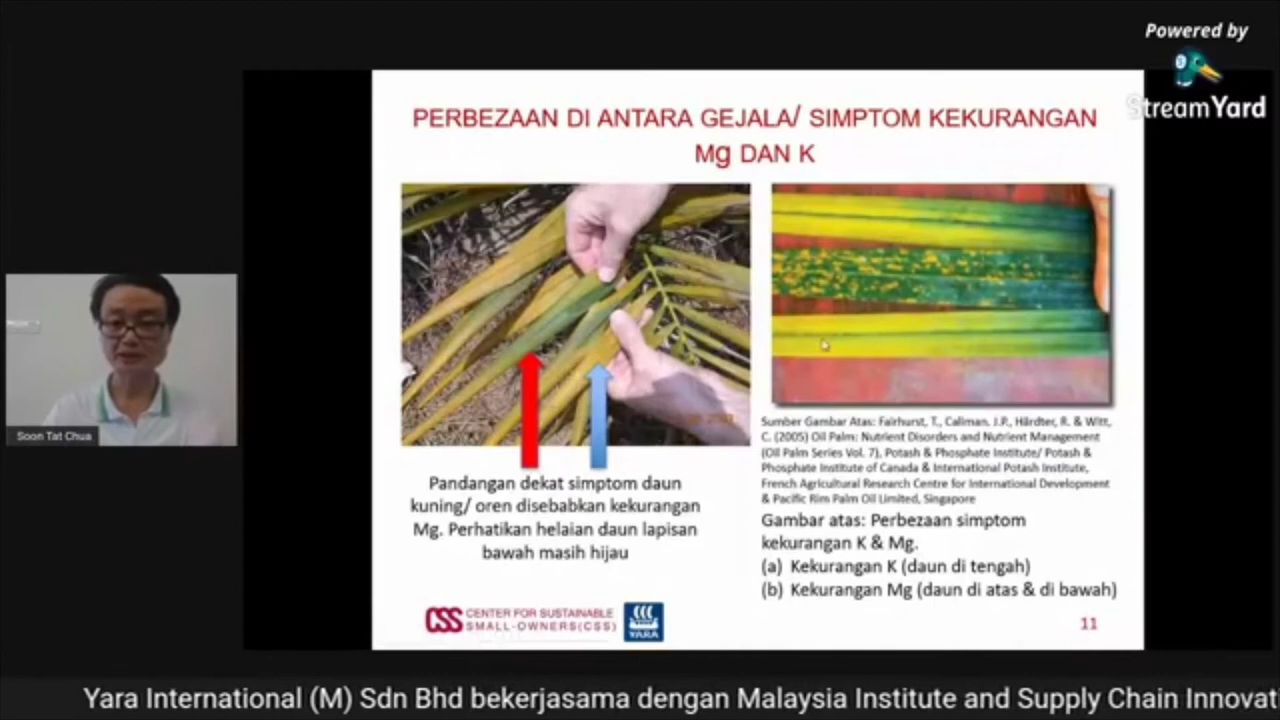 Powered by
StreamYard
PERBEZAAN DI ANTARA GEJALA/ SIMPTOM KEKURANGAN
Mg DAN K
Soon Tat Chua
Pandangan dekat simptom daun
kuning/ oren disebabkan kekurangan
Mg. Perhatikan helaian daun lapisan
bawah masih hijau
Sumber Gambar Atas: Fairhurst, T., Caliman. J.P., Härdter, R. & Witt,
C. (2005) Oil Palm: Nutrient Disorders and Nutrient Management
(Oil Palm Series Vol. 7), Potash & Phosphate Institute/ Potash &
Phosphate Institute of Canada & International Potash Institute,
French Agricultural Research Centre for International Development
& Pacific Rim Palm Oil Limited, Singapore
Gambar atas: Perbezaan simptom
kekurangan K & Mg.
(a) Kekurangan K (daun di tengah)
(b) Kekurangan Mg (daun di atas & di bawah)
CSS CENTER FOR SUSTAINABLE
SMALL-OWNERS(CSS)
YARA
11
Yara International (M) Sdn Bhd bekerjasama dengan Malaysia Institute and Supply Chain Innovat